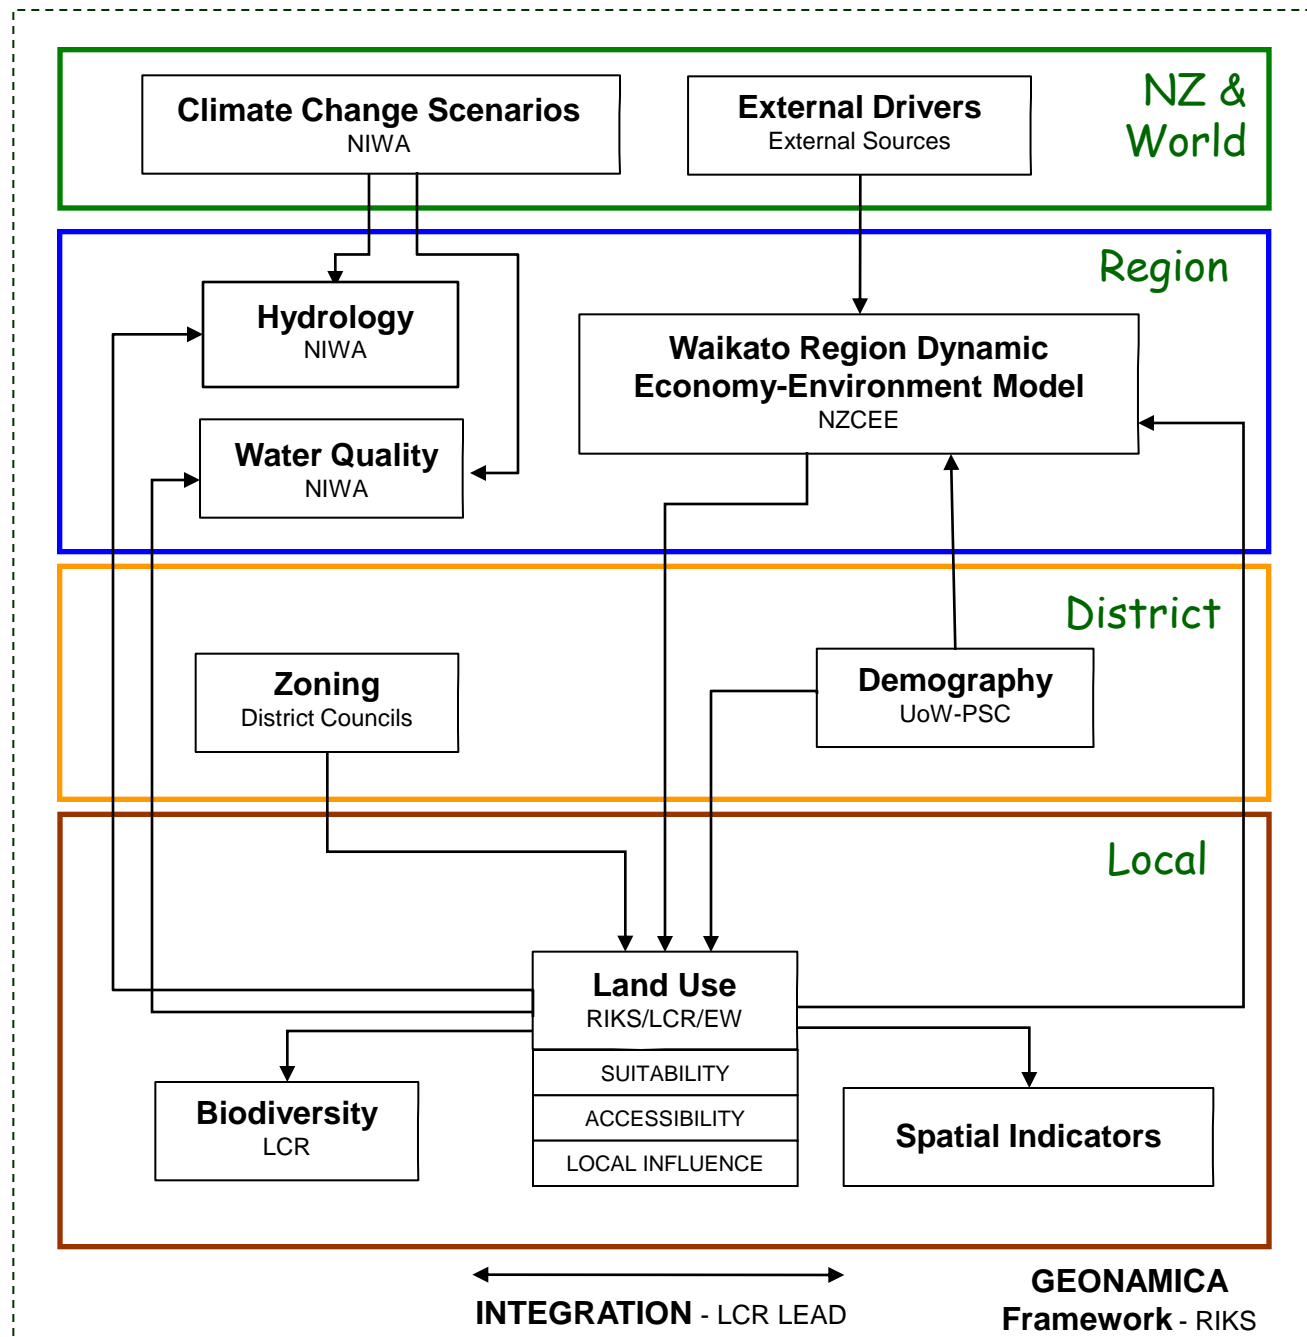 NZ &
World
Climate Change Scenarios
NIWA
External Drivers
External Sources
Region
Hydrology
NIWA
Waikato Region Dynamic
Economy-Environment Model
NZCEE
Water Quality
NIWA
District
Zoning
District Councils
Demography
UoW-PSC
Local
Land Use
RIKS/LCR/EW
SUITABILITY
ACCESSIBILITY
LOCAL INFLUENCE
Biodiversity
LCR
Spatial Indicators
INTEGRATION - LCR LEAD
GEONAMICA
Framework - RIKS